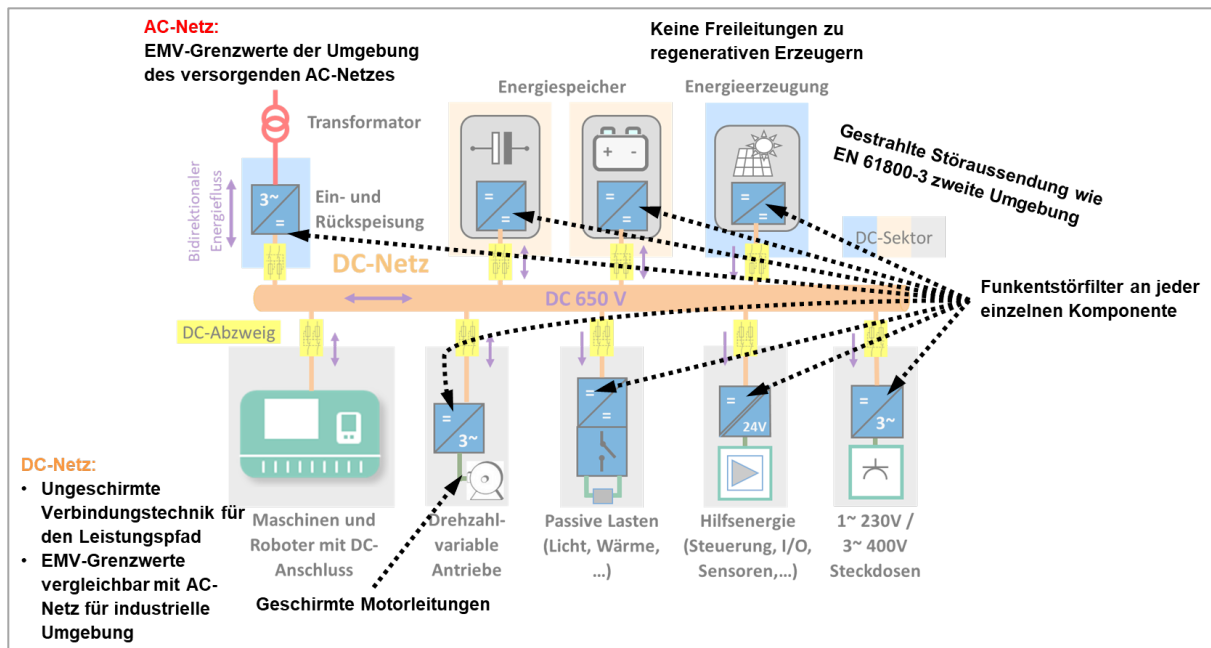 AC-Netz:
EMV-Grenzwerte der Umgebung
des versorgenden AC-Netzes
Keine Freileitungen zu
regenerativen Erzeugern
Energiespeicher
Energieerzeugung
Transformator
Gestrahlte Störaussendung wie
EN 61800-3 zweite Umgebung
Bidirektionaler
Energiefluss
3~
=
Ein- und
Rückspeisung
=
=
+ -
=
=
=
=
DC-Sektor
DC-Netz
DC 650 V
Funkentstörfilter an jeder
einzelnen Komponente
DC-Abzweig
=
3~
=
=
=
24V
=
3~
DC-Netz:
• Ungeschirmte
Verbindungstechnik für
den Leistungspfad
• EMV-Grenzwerte
vergleichbar mit AC-
Netz für industrielle
Umgebung
Maschinen und
Roboter mit DC-
Anschluss
Drehzahl-
variable
Antriebe
Passive Lasten
(Licht, Wärme,
...)
Hilfsenergie
(Steuerung, I/O,
Sensoren,...)
1~ 230V /
3~ 400V
Steckdosen
Geschirmte Motorleitungen